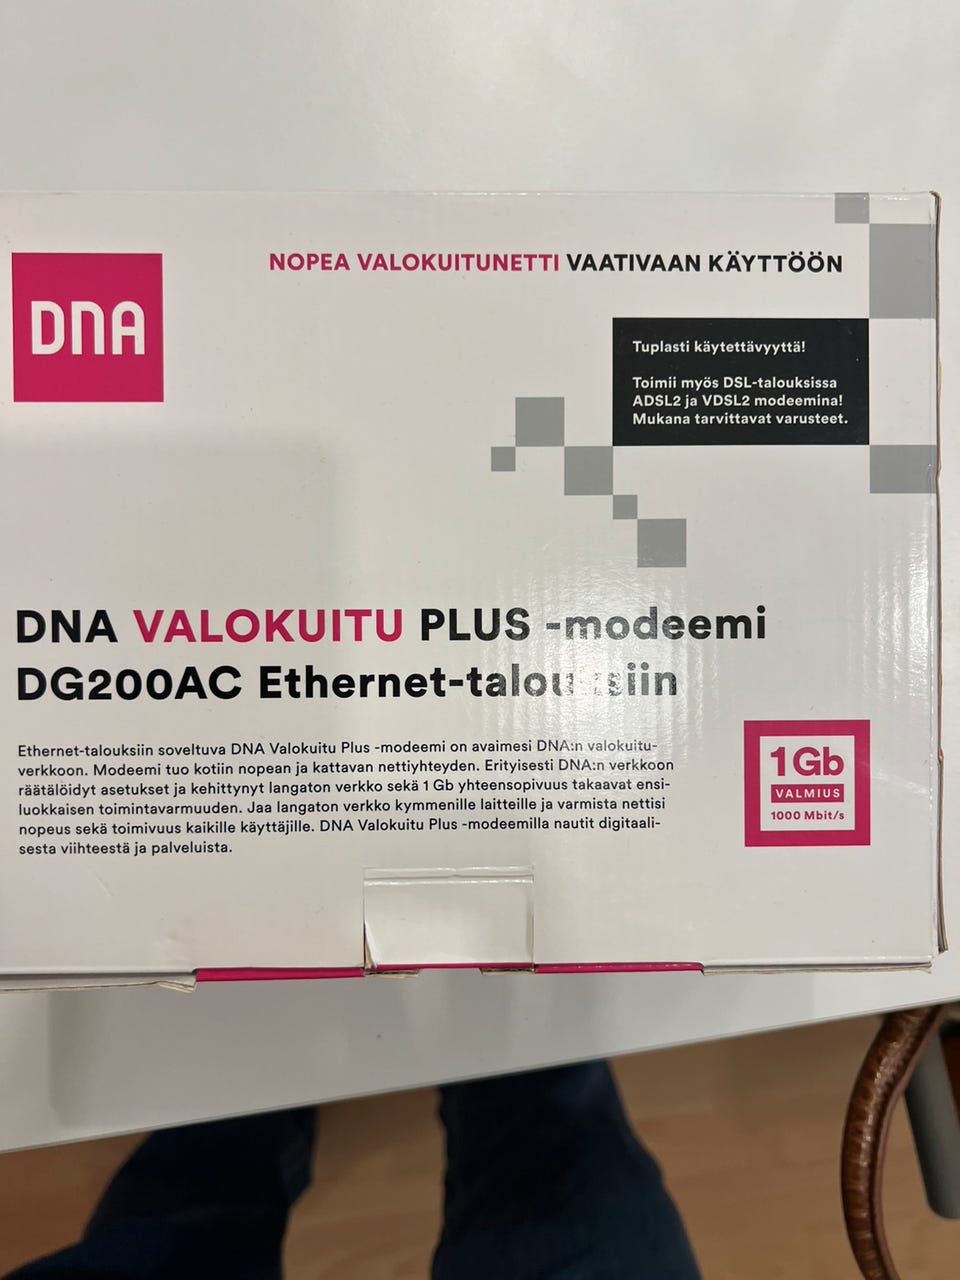 DNA
NOPEA VALOKUITUNETTI VAATIVAAN KÄYTTÖÖN
Tuplasti käytettävyyttä!
Toimii myös DSL-talouksissa
ADSL2 ja VDSL2 modeemina!
Mukana tarvittavat varusteet.
DNA VALOKUITU PLUS -modeemi
DG200AC Ethernet-talouksiin
Ethernet-talouksiin soveltuva DNA Valokuitu Plus -modeemi on avaimesi DNA:n valokuitu-
verkkoon. Modeemi tuo kotiin nopean ja kattavan nettiyhteyden. Erityisesti DNA:n verkkoon
räätälöidyt asetukset ja kehittynyt langaton verkko sekä 1 Gb yhteensopivuus takaavat ensi-
luokkaisen toimintavarmuuden. Jaa langaton verkko kymmenille laitteille ja varmista nettisi
nopeus sekä toimivuus kaikille käyttäjille. DNA Valokuitu Plus -modeemilla nautit digitaali-
sesta viihteestä ja palveluista.
1Gb
VALMIUS
1000 Mbit/s